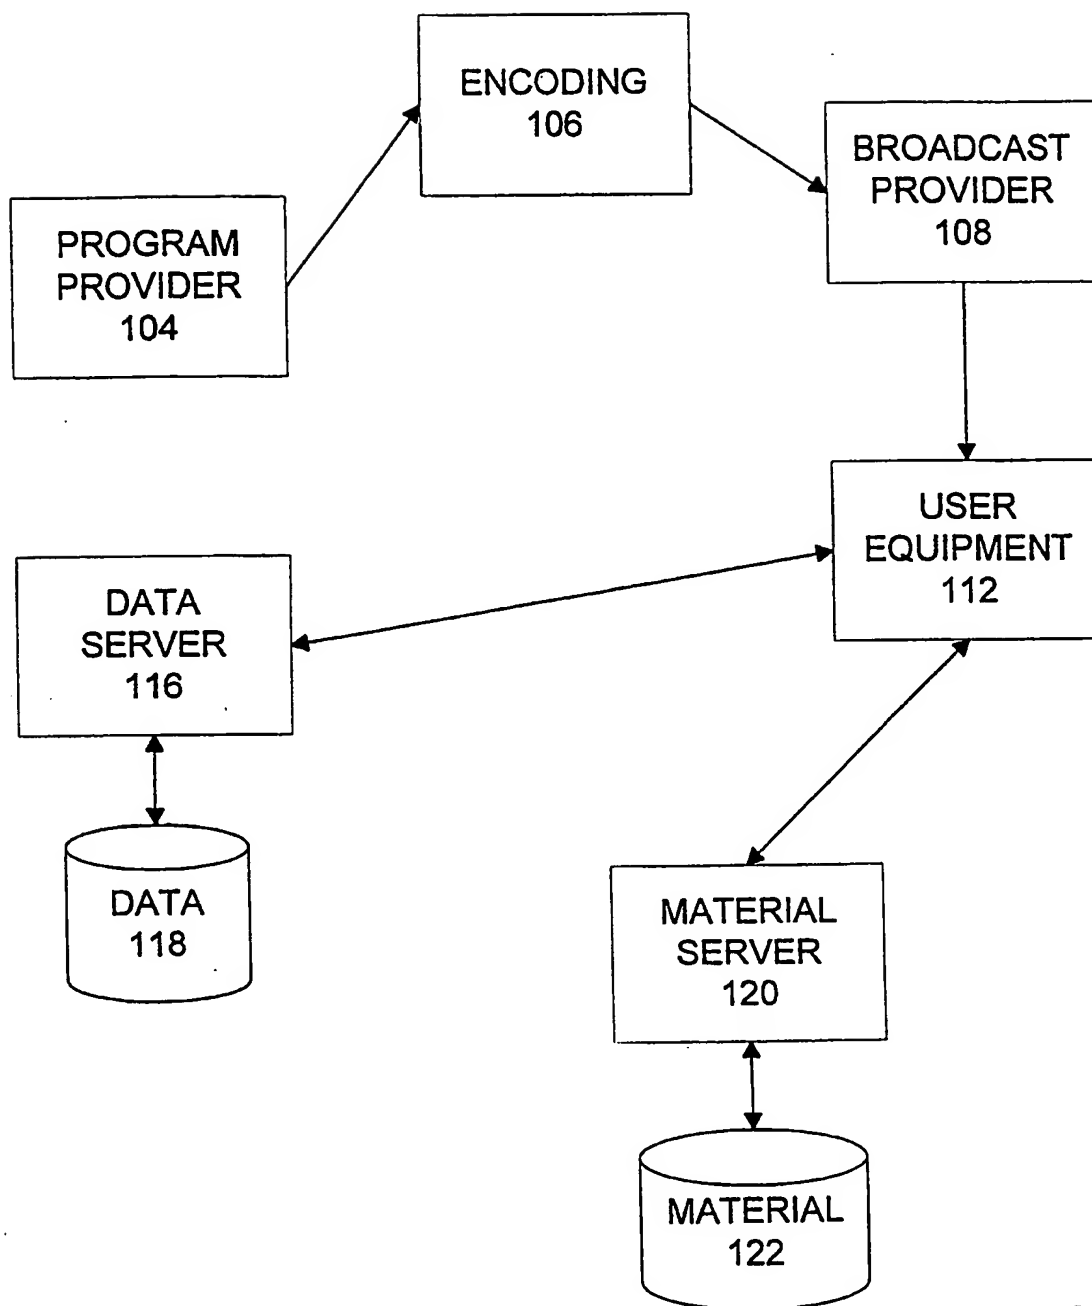 ENCODING
106
BROADCAST
PROVIDER
108
PROGRAM
PROVIDER
104
USER
EQUIPMENT
112
DATA
SERVER
116
DATA
118
MATERIAL
SERVER
120
MATERIAL
122